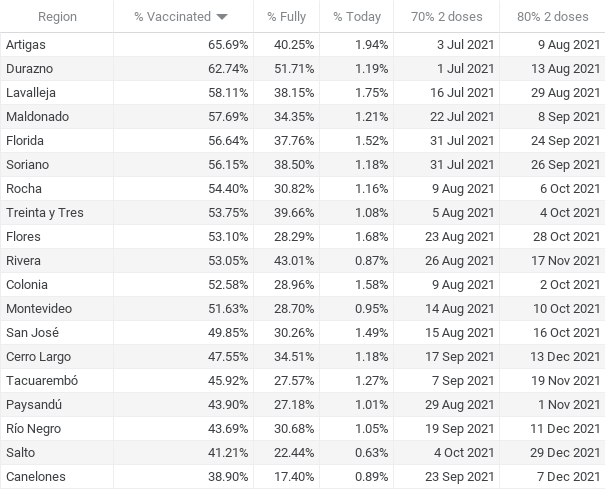 Region % Vaccinated % Fully % Today 70% 2 doses 80% 2 doses
Artigas 65.69% 40.25% 1.94% 3 Jul 2021 9 Aug 2021
Durazno 62.74% 51.71% 1.19% 1 Jul 2021 13 Aug 2021
Lavalleja 58.11% 38.15% 1.75% 16 Jul 2021 29 Aug 2021
Maldonado 57.69% 34.35% 1.21% 22 Jul 2021 8 Sep 2021
Florida 56.64% 37.76% 1.52% 31 Jul 2021 24 Sep 2021
Soriano 56.15% 38.50% 1.18% 31 Jul 2021 26 Sep 2021
Rocha 54.40% 30.82% 1.16% 9 Aug 2021 6 Oct 2021
Treinta y Tres 53.75% 39.66% 1.08% 5 Aug 2021 4 Oct 2021
Flores 53.10% 28.29% 1.68% 23 Aug 2021 28 Oct 2021
Rivera 53.05% 43.01% 0.87% 26 Aug 2021 17 Nov 2021
Colonia 52.58% 28.96% 1.58% 9 Aug 2021 2 Oct 2021
Montevideo 51.63% 28.70% 0.95% 14 Aug 2021 10 Oct 2021
San José 49.85% 30.26% 1.49% 15 Aug 2021 16 Oct 2021
Cerro Largo 47.55% 34.51% 1.18% 17 Sep 2021 13 Dec 2021
Tacuarembó 45.92% 27.57% 1.27% 7 Sep 2021 19 Nov 2021
Paysandú 43.90% 27.18% 1.01% 29 Aug 2021 1 Nov 2021
Río Negro 43.69% 30.68% 1.05% 19 Sep 2021 11 Dec 2021
Salto 41.21% 22.44% 0.63% 4 Oct 2021 29 Dec 2021
Canelones 38.90% 17.40% 0.89% 23 Sep 2021 7 Dec 2021